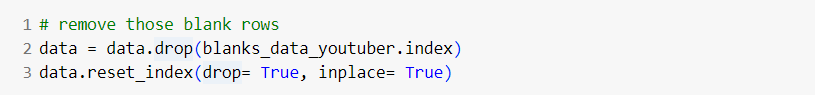 1 # remove those blank rows
2 data = data.drop(blanks_data_youtuber.index)
3 data.reset_index(drop= True, inplace= True)